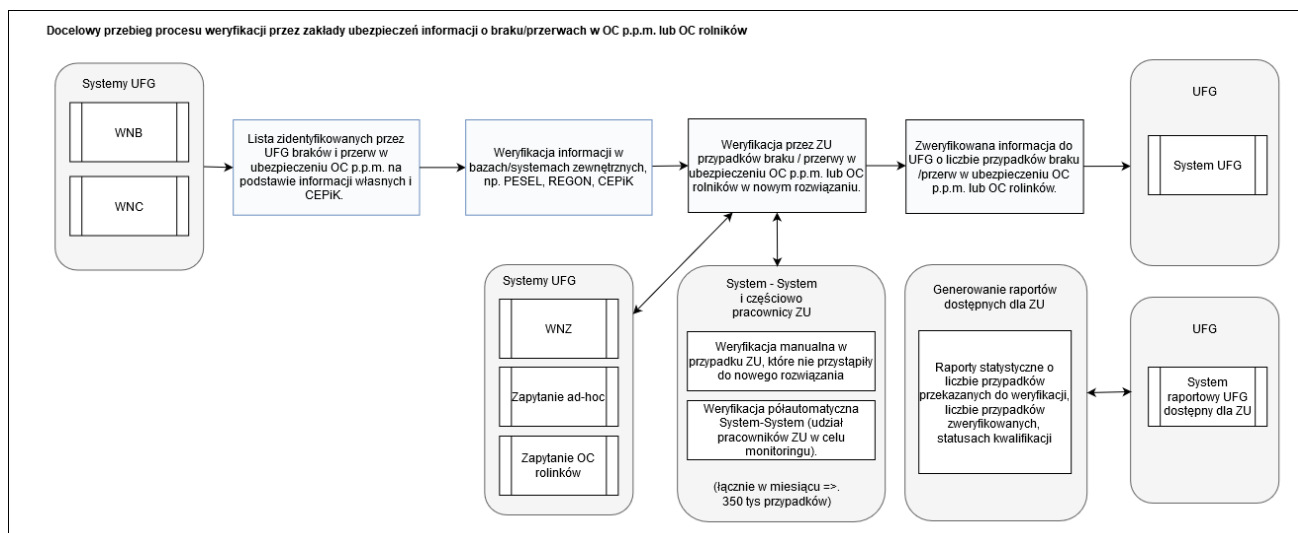 Docelowy przebieg procesu weryfikacji przez zakłady ubezpieczeń informacji o braku/przerwach w OC p.p.m. lub OC rolników
Systemy UFG
WNB
WNC
Lista zidentyfikowanych przez
UFG braków i przerw w
ubezpieczeniu OC p.p.m. na
podstawie informacji własnych i
CEPiK.
Weryfikacja informacji w
bazach/systemach zewnętrznych,
np. PESEL, REGON, CEPiK
Weryfikacja przez ZU
przypadków braku / przerwy w
ubezpieczeniu OC p.p.m. lub OC
rolników w nowym rozwiązaniu.
Zweryfikowana informacja do
UFG o liczbie przypadków braku
/przerw w ubezpieczeniu OC
p.p.m. lub OC rolinków.
UFG
System UFG
Systemy UFG
WNZ
Zapytanie ad-hoc
Zapytanie OC
rolinków
System - System
i częściowo
pracownicy ZU
Weryfikacja manualna w
przypadku ZU, które nie przystąpiły
do nowego rozwiązania
Weryfikacja półautomatyczna
System-System (udział
pracowników ZU w celu
monitoringu).
(łącznie w miesiącu =>.
350 tys przypadków)
Generowanie raportów
dostępnych dla ZU
Raporty statystyczne o
liczbie przypadków
przekazanych do weryfikacji,
liczbie przypadków
zweryfikowanych,
statusach kwalifikacji
UFG
System
raportowy UFG
dostępny dla ZU